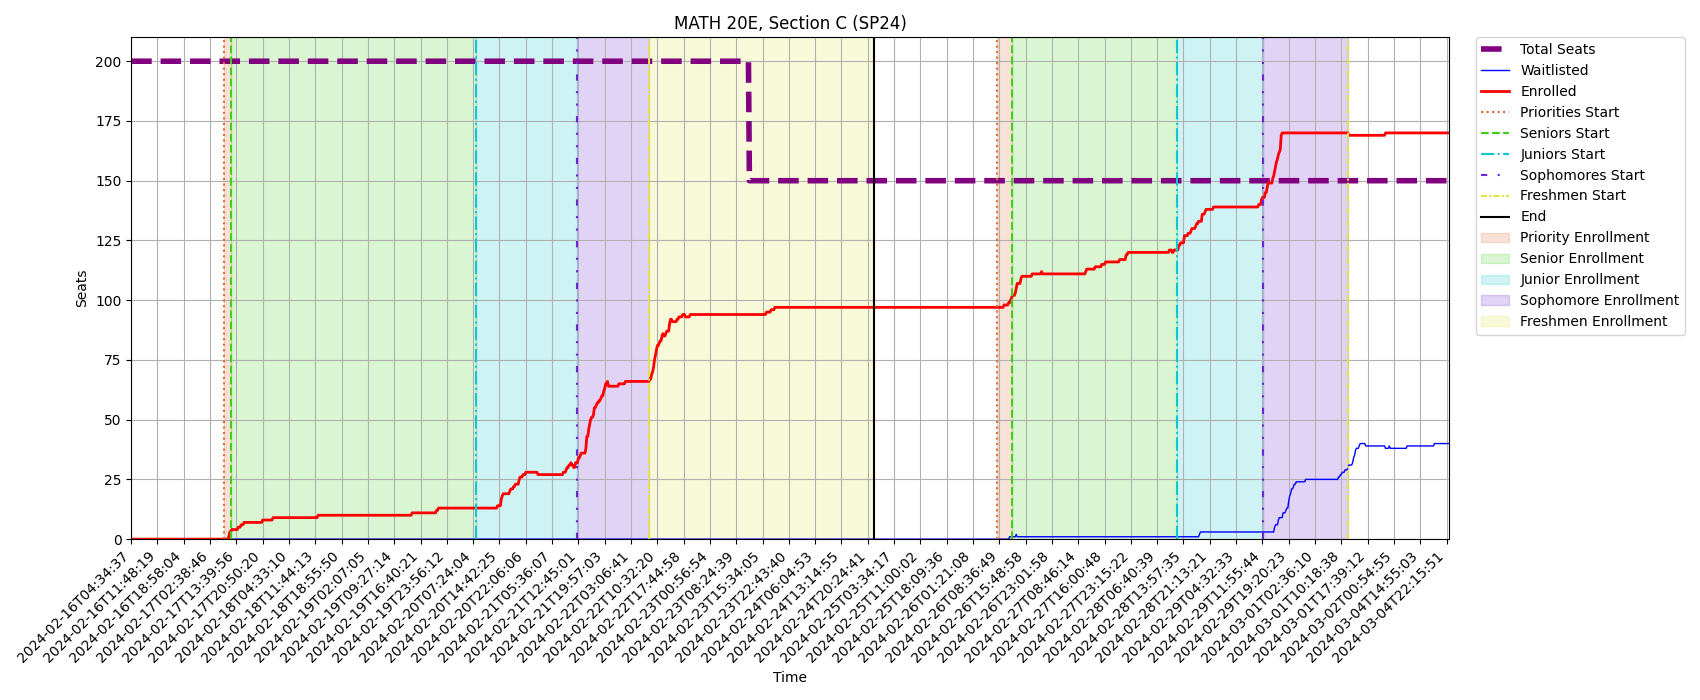 MATH 20E, Section C (SP24)
Seats
200
175
150
125
100
75
50
25
0
2024-02-16T04:34:37
2024-02-16T11:48:19
2024-02-16T18:58:04
2024-02-17T02:38:46
2024-02-17T13:39:56
2024-02-17T20:50:20
2024-02-18T04:33:10
2024-02-18T11:44:13
2024-02-18T18:55:50
2024-02-19T02:07:05
2024-02-19T09:27:14
2024-02-19T16:40:21
2024-02-19T23:56:12
2024-02-20T07:24:04
2024-02-20T14:42:25
2024-02-20T22:06:06
2024-02-21T05:36:07
2024-02-21T12:45:01
2024-02-21T19:57:03
2024-02-22T03:06:41
2024-02-22T10:32:20
2024-02-22T17:44:58
2024-02-23T00:56:54
2024-02-23T08:24:39
2024-02-23T15:34:05
2024-02-23T22:43:40
2024-02-24T06:04:53
2024-02-24T13:14:55
2024-02-24T20:24:41
2024-02-25T03:34:17
2024-02-25T11:00:02
2024-02-25T18:09:36
2024-02-26T01:21:08
2024-02-26T08:36:49
2024-02-26T15:48:58
2024-02-26T23:01:58
2024-02-27T08:46:14
2024-02-27T16:00:48
2024-02-27T23:15:22
2024-02-28T06:40:39
2024-02-28T13:57:35
2024-02-28T21:13:21
2024-02-29T04:32:33
2024-02-29T11:55:44
2024-02-29T19:20:23
2024-03-01T02:36:10
2024-03-01T10:18:38
2024-03-01T17:39:12
2024-03-02T00:54:55
2024-03-04T14:55:03
2024-03-04T22:15:51
Time
Total Seats
Waitlisted
Enrolled
Priorities Start
Seniors Start
Juniors Start
Sophomores Start
Freshmen Start
End
Priority Enrollment
Senior Enrollment
Junior Enrollment
Sophomore Enrollment
Freshmen Enrollment